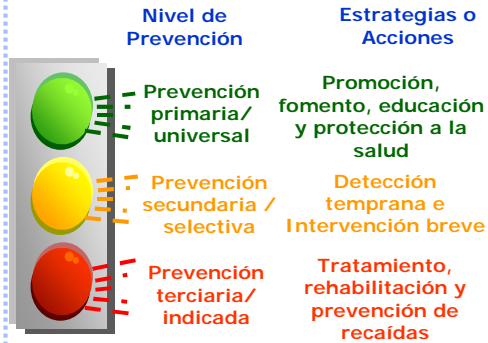 Nivel de
Prevención
Estrategias o
Acciones
Prevención
primaria/
universal
Promoción,
fomento, educación
y protección a la
salud
Prevención
secundaria /
selectiva
Detección
temprana e
Intervención breve
Prevención
terciaria/
indicada
Tratamiento,
rehabilitación y
prevención de
recaídas